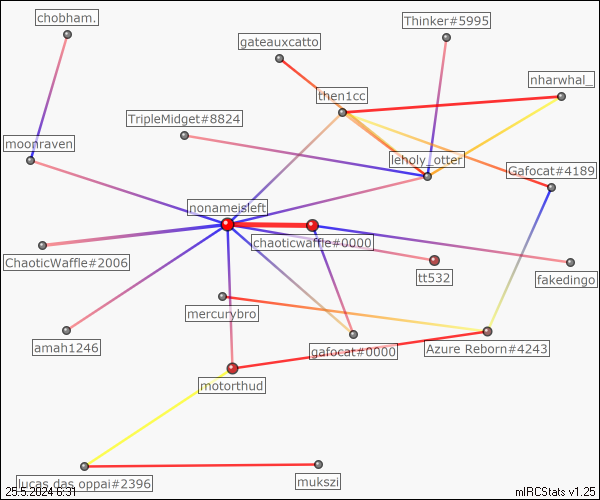 chobham.
Thinker#5995
gateauxcatto
nharwhal_
then1cc
TripleMidget#8824
moonraven
leholy_otter
Gafocat#4189
nonameisleft
chaoticwaffle#0000
ChaoticWaffle#2006
tt532
fakedingo
mercurybro
amah1246
gafocat#0000
Azure Reborn#4243
motorthud
lucas das oppai#2396
mukszi
25.5.2024 6:31
mIRCStats v1.25